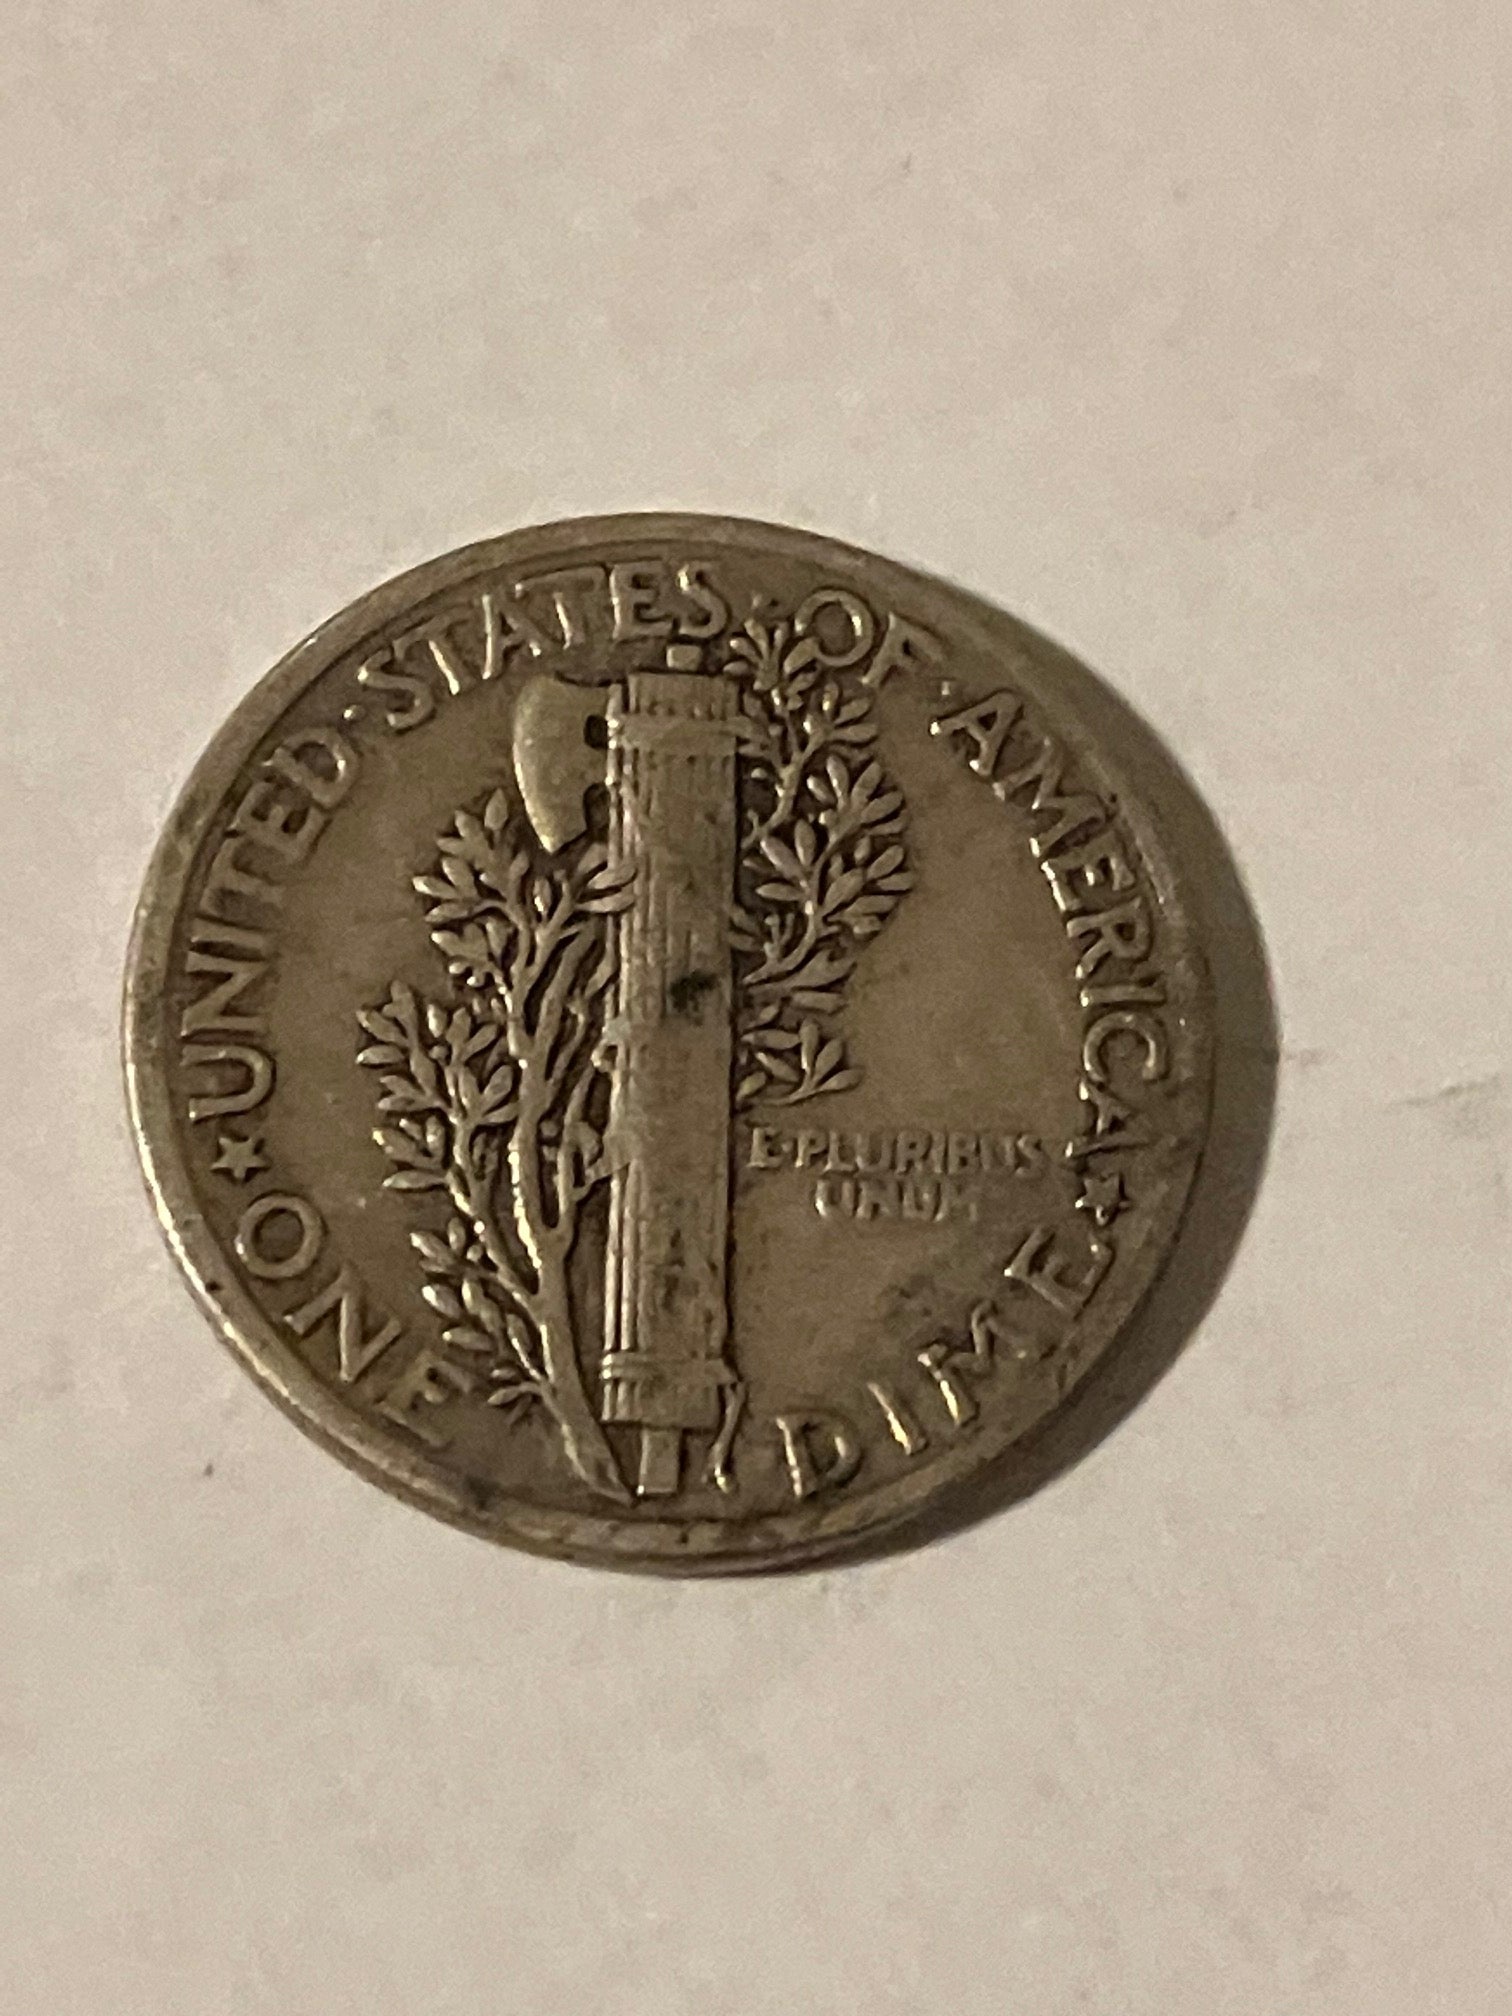 UNITED·STATES·OF·AMERICA
E·PLURIBUS
UNUM
ONE DIME